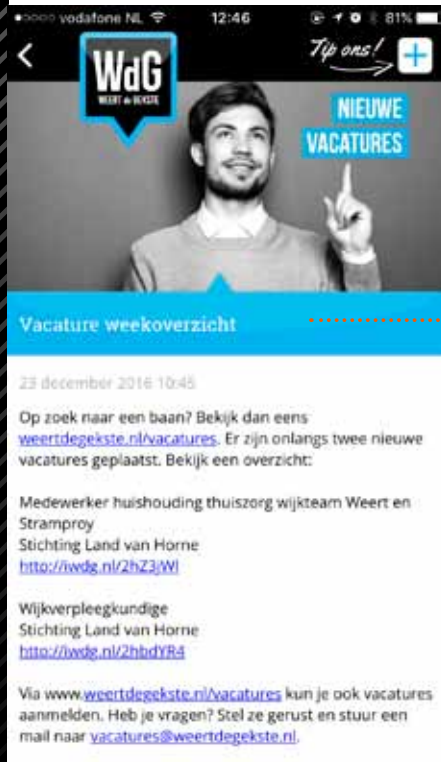 vodafone NL 12:46 81%
Tip ons!
WdG
WEERT de GEKSTE
NIEUWE
VACATURES
Vacature weekoverzicht
23 december 2016 10:45
Op zoek naar een baan? Bekijk dan eens
weertdegekste.nl/vacatures. Er zijn onlangs twee nieuwe
vacatures geplaatst. Bekijk een overzicht:
Medewerker huishouding thuiszorg wijkteam Weert en
Stramproy
Stichting Land van Horne
http://iwdg.nl/2hZ3jWl
Wijkverpleegkundige
Stichting Land van Horne
http://iwdg.nl/2hbdYR4
Via www.weertdegekste.nl/vacatures kun je ook vacatures
aanmelden. Heb je vragen? Stel ze gerust en stuur een
mail naar vacatures@weertdegekste.nl.